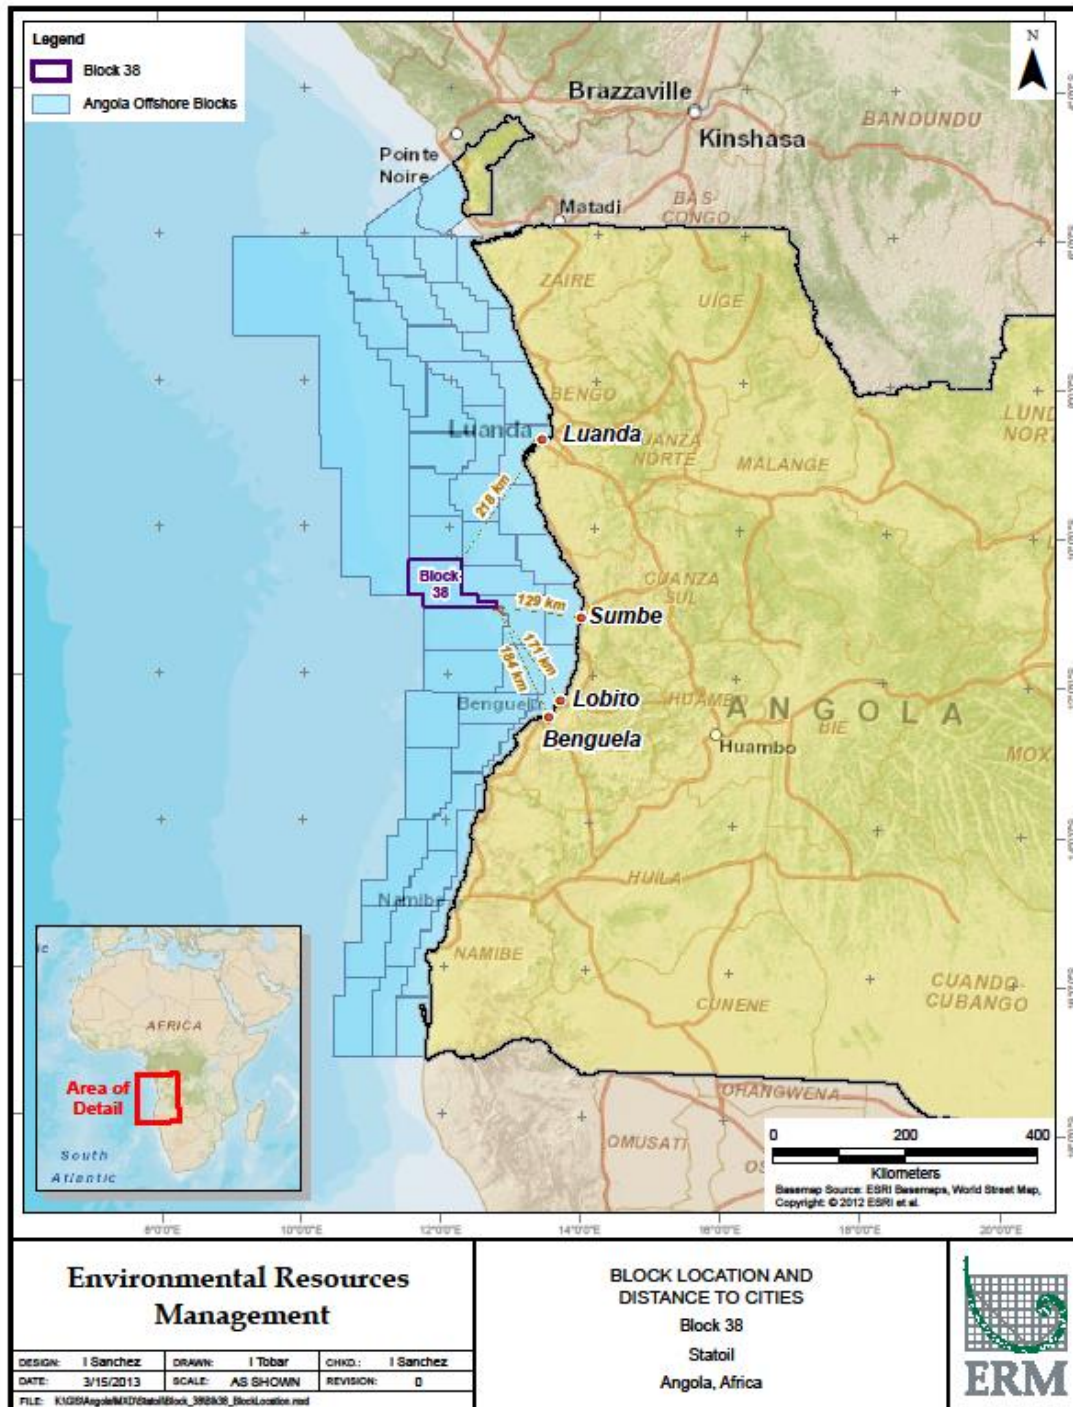 Legend
Block 38
Angola Offshore Blocks
N
Brazzaville
Kinshasa
BANDUNDU
Pointe
Noire
Matadi
BAS-
CONGO
ZAIRE
UIGE
BENGO
LUND
NORT
Luanda
Luanda
UANZA
NORTE
MALANGE
218 km
Block
38
CUANZA
SUL
129 km
Sumbe
171 km
184 km
Lobito
HUAMBO
ANGOLA
BIE
Benguela
Huambo
MOX
HUILA
Namibe
NAMIBE
CUNENE
CUANDO-
CUBANGO
AFRICA
Area of
Detail
South
Atlantic
OHANGWENA
OMUSATI
0 200 400
Kilometers
Basemap Source: ESRI Basemaps, World Street Map,
Copyright: © 2012 ESRI et al.
8°0'0"E 10°0'0"E 12°0'0"E 14°0'0"E 16°0'0"E 18°0'0"E 20°0'0"E
Environmental Resources
Management
DESIGN: I Sanchez DRAWN: I Tobar CHKD.: I Sanchez
DATE: 3/15/2013 SCALE: AS SHOWN REVISION: 0
FILE:
BLOCK LOCATION AND
DISTANCE TO CITIES
Block 38
Statoil
Angola, Africa
ERM